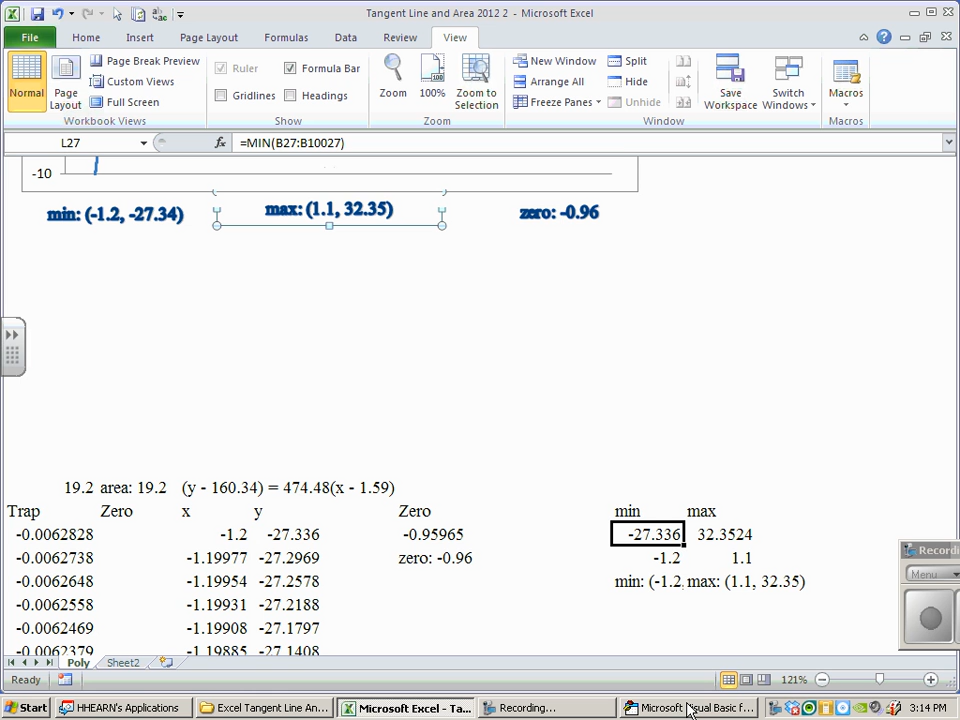 Tangent Line and Area 2012 2 - Microsoft Excel
File Home Insert Page Layout Formulas Data Review View
Normal
Page Layout
Page Break Preview
Custom Views
Full Screen
Workbook Views
Ruler
Formula Bar
Gridlines
Headings
Show
Zoom
100%
Zoom to Selection
Zoom
New Window
Arrange All
Freeze Panes
Split
Hide
Unhide
Save Workspace
Switch Windows
Window
Macros
Macros
L27 fx =MIN(B27:B10027)
-10
min: (-1.2, -27.34) max: (1.1, 32.35) zero: -0.96
19.2 area: 19.2 (y - 160.34) = 474.48(x - 1.59)
Trap Zero x y Zero min max
-0.0062828 -1.2 -27.336 -0.95965 -27.336 32.3524
-0.0062738 -1.19977 -27.2969 zero: -0.96 -1.2 1.1
-0.0062648 -1.19954 -27.2578 min: (-1.2, max: (1.1, 32.35)
-0.0062558 -1.19931 -27.2188
-0.0062469 -1.19908 -27.1797
-0.0062379 -1.19885 -27.1408
Recordi
Menu
Poly Sheet2
Ready 121%
Start HHEARN's Applications Excel Tangent Line An... Microsoft Excel - Ta... Recording... Microsoft Visual Basic f... 3:14 PM